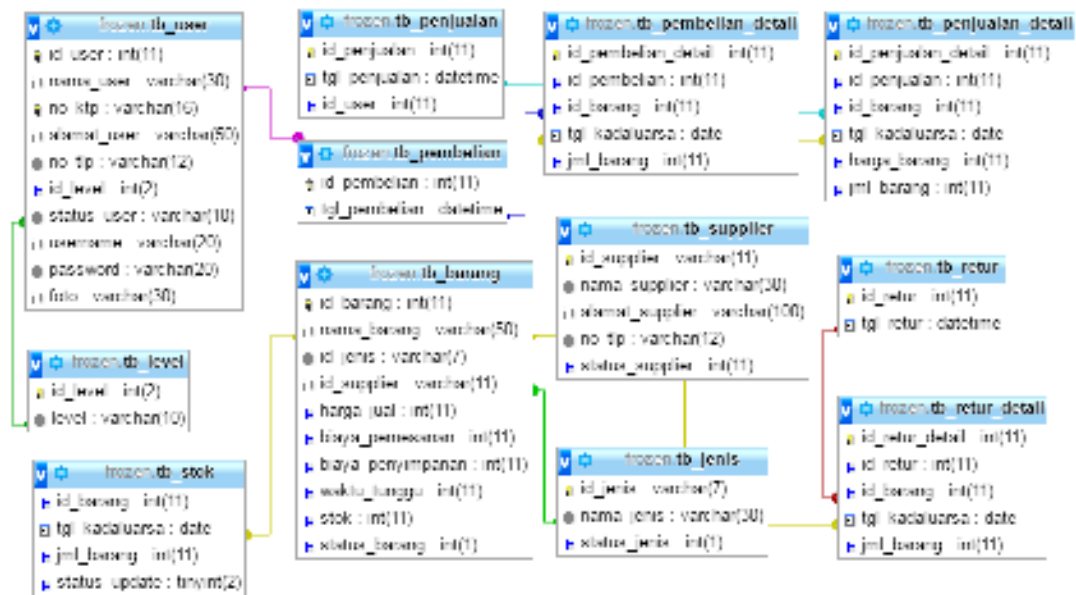 frozen.tb_user
id_user : int(11)
nama_user varchar(30)
no_ktp : varchar(16)
alamat_user varchar(50)
no_tlp : varchar(12)
id_level int(2)
status_user : varchar(10)
username varchar(20)
password : varchar(20)
foto varchar(30)
frozen.tb_level
id_level int(2)
level : varchar(10)
frozen.tb_stok
id_barang int(11)
tgl_kadaluarsa : date
jml_barang int(11)
status_update : tinyint(2)
frozen.tb_penjualan
id_penjualan int(11)
tgl_penjualan : datetime
id_user int(11)
frozen.tb_pembelian
id_pembelian : int(11)
tgl_pembelian datetime
frozen.tb_barang
id_barang : int(11)
nama_barang varchar(50)
id_jenis : varchar(7)
id_supplier varchar(11)
harga_jual : int(11)
biaya_pemesanan int(11)
biaya_penyimpanan : int(11)
waktu_tunggu int(11)
stok : int(11)
status_barang int(1)
frozen.tb_pembelian_detail
id_pembelian_detail int(11)
id_pembelian : int(11)
id_barang int(11)
tgl_kadaluarsa : date
jml_barang int(11)
frozen.tb_supplier
id_supplier varchar(11)
nama_supplier : varchar(30)
alamat_supplier varchar(100)
no_tlp : varchar(12)
status_supplier int(11)
frozen.tb_jenis
id_jenis varchar(7)
nama_jenis : varchar(30)
status_jenis int(1)
frozen.tb_penjualan_detail
id_penjualan_detail int(11)
id_penjualan : int(11)
id_barang int(11)
tgl_kadaluarsa : date
harga_barang int(11)
jml_barang : int(11)
frozen.tb_retur
id_retur int(11)
tgl_retur : datetime
frozen.tb_retur_detail
id_retur_detail int(11)
id_retur : int(11)
id_barang int(11)
tgl_kadaluarsa : date
jml_barang int(11)